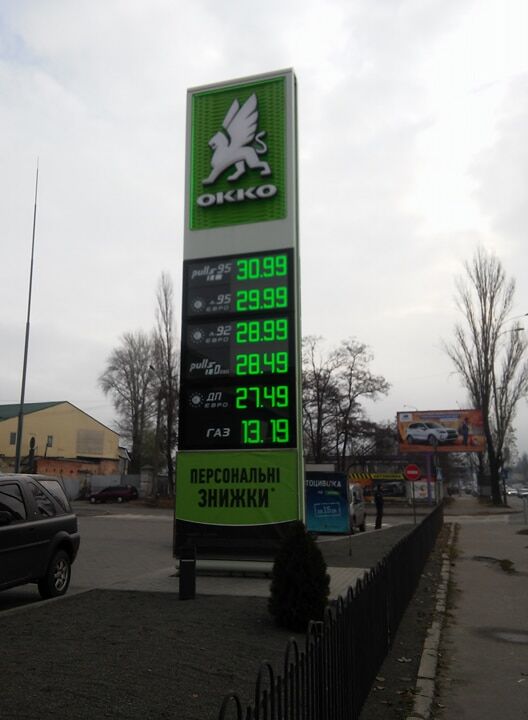 OKKO
pulls 95 30.99
A.95 ЄВРО 29.99
A.92 ЄВРО 28.99
pulls Diesel 28.49
ДП ЄВРО 27.49
ГАЗ 13.19
ПЕРСОНАЛЬНІ
ЗНИЖКИ*